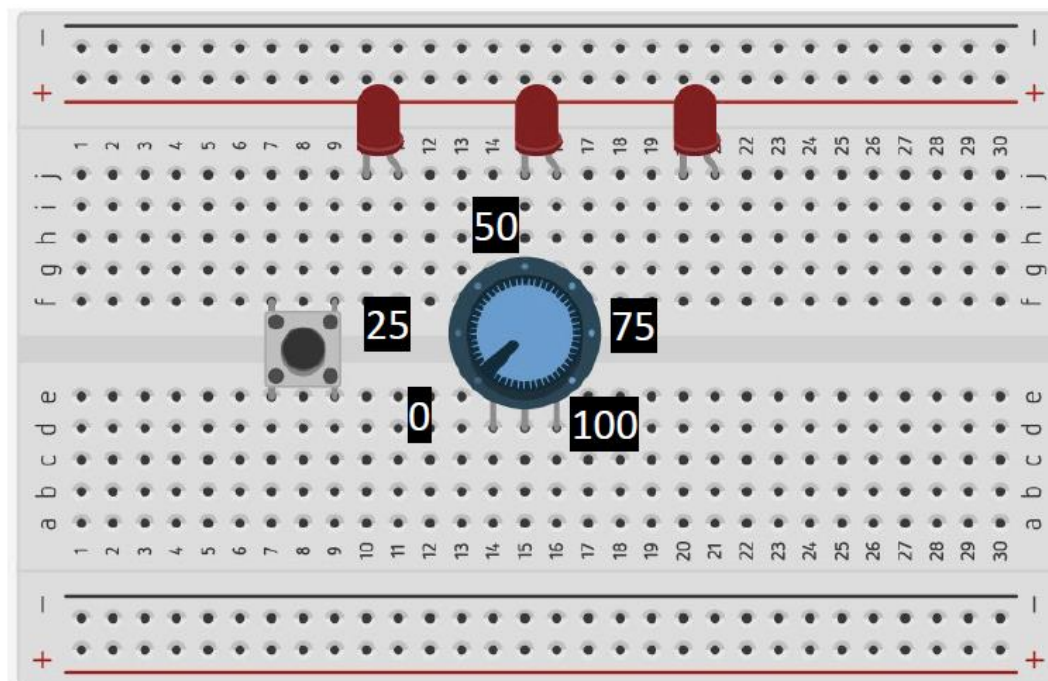 − −
+ +
1 2 3 4 5 6 7 8 9 12 13 14 17 18 19 22 23 24 25 26 27 28 29 30
j j
i i
50
h h
g g
f f
25 75
e e
0 100
d d
c c
b b
a a
1 2 3 4 5 6 7 8 9 10 11 12 13 14 15 16 17 18 19 20 21 22 23 24 25 26 27 28 29 30
− −
+ +